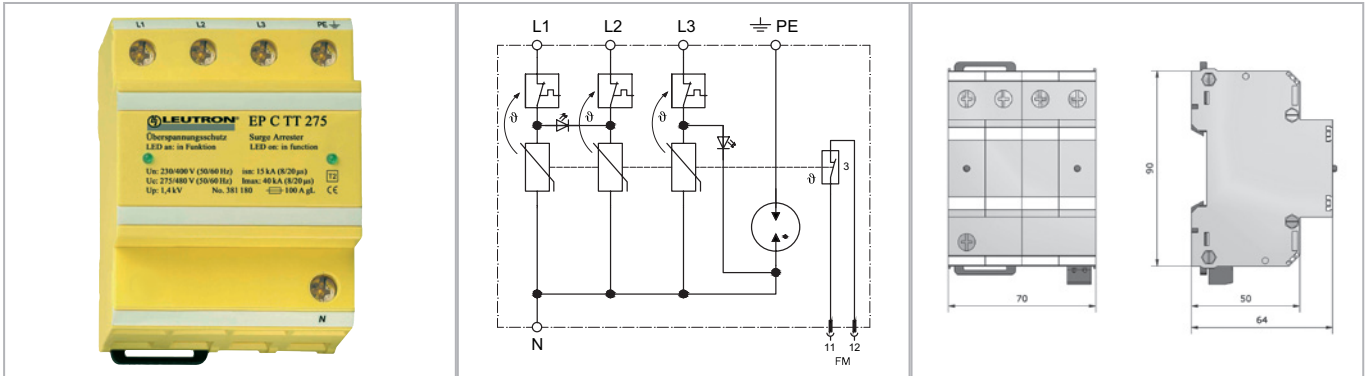 L1 L2 L3 PE
LEUTRON® EP C TT 275
Überspannungsschutz Surge Arrester
LED an: in Funktion LED on: in function
Un: 230/400 V (50/60 Hz) isn: 15 kA (8/20 µs)
Uc: 275/480 V (50/60 Hz) Imax: 40 kA (8/20 µs) T2
Up: 1,4 kV No. 381 180 100 A gL CE
N
L1 L2 L3 PE
ϑ ϑ ϑ
ϑ 3
N 11 12
FM
90
70
50
64